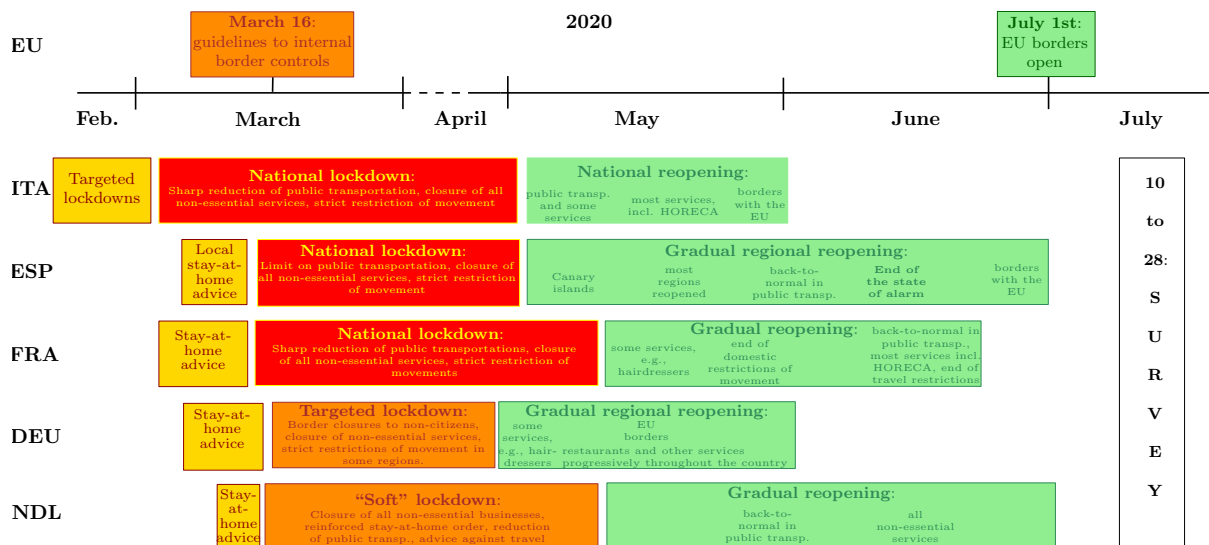 2020
EU
March 16:
guidelines to internal
border controls
July 1st:
EU borders
open
Feb.
March
April
May
June
July
ITA
Targeted
lockdowns
National lockdown:
Sharp reduction of public transportation, closure of all
non-essential services, strict restriction of movement
National reopening:
public transp.
and some
services
most services,
incl. HORECA
borders
with the
EU
ESP
Local
stay-at-
home
advice
National lockdown:
Limit on public transportation, closure of
all non-essential services, strict restriction
of movement
Gradual regional reopening:
Canary
islands
most
regions
reopened
back-to-
normal in
public transp.
End of
the state
of alarm
borders
with the
EU
FRA
Stay-at-
home
advice
National lockdown:
Sharp reduction of public transportations, closure
of all non-essential services, strict restriction of
movements
Gradual reopening:
some services,
e.g.,
hairdressers
end of
domestic
restrictions of
movement
back-to-normal in
public transp.,
most services incl.
HORECA, end of
travel restrictions
DEU
Stay-at-
home
advice
Targeted lockdown:
Border closures to non-citizens,
closure of non-essential services,
strict restrictions of movement in
some regions.
Gradual regional reopening:
some
services,
e.g., hair-
dressers
EU
borders
restaurants and other services
progressively throughout the country
NDL
Stay-
at-
home
advice
“Soft” lockdown:
Closure of all non-essential businesses,
reinforced stay-at-home order, reduction
of public transp., advice against travel
Gradual reopening:
back-to-
normal in
public transp.
all
non-essential
services
10
to
28:
S
U
R
V
E
Y